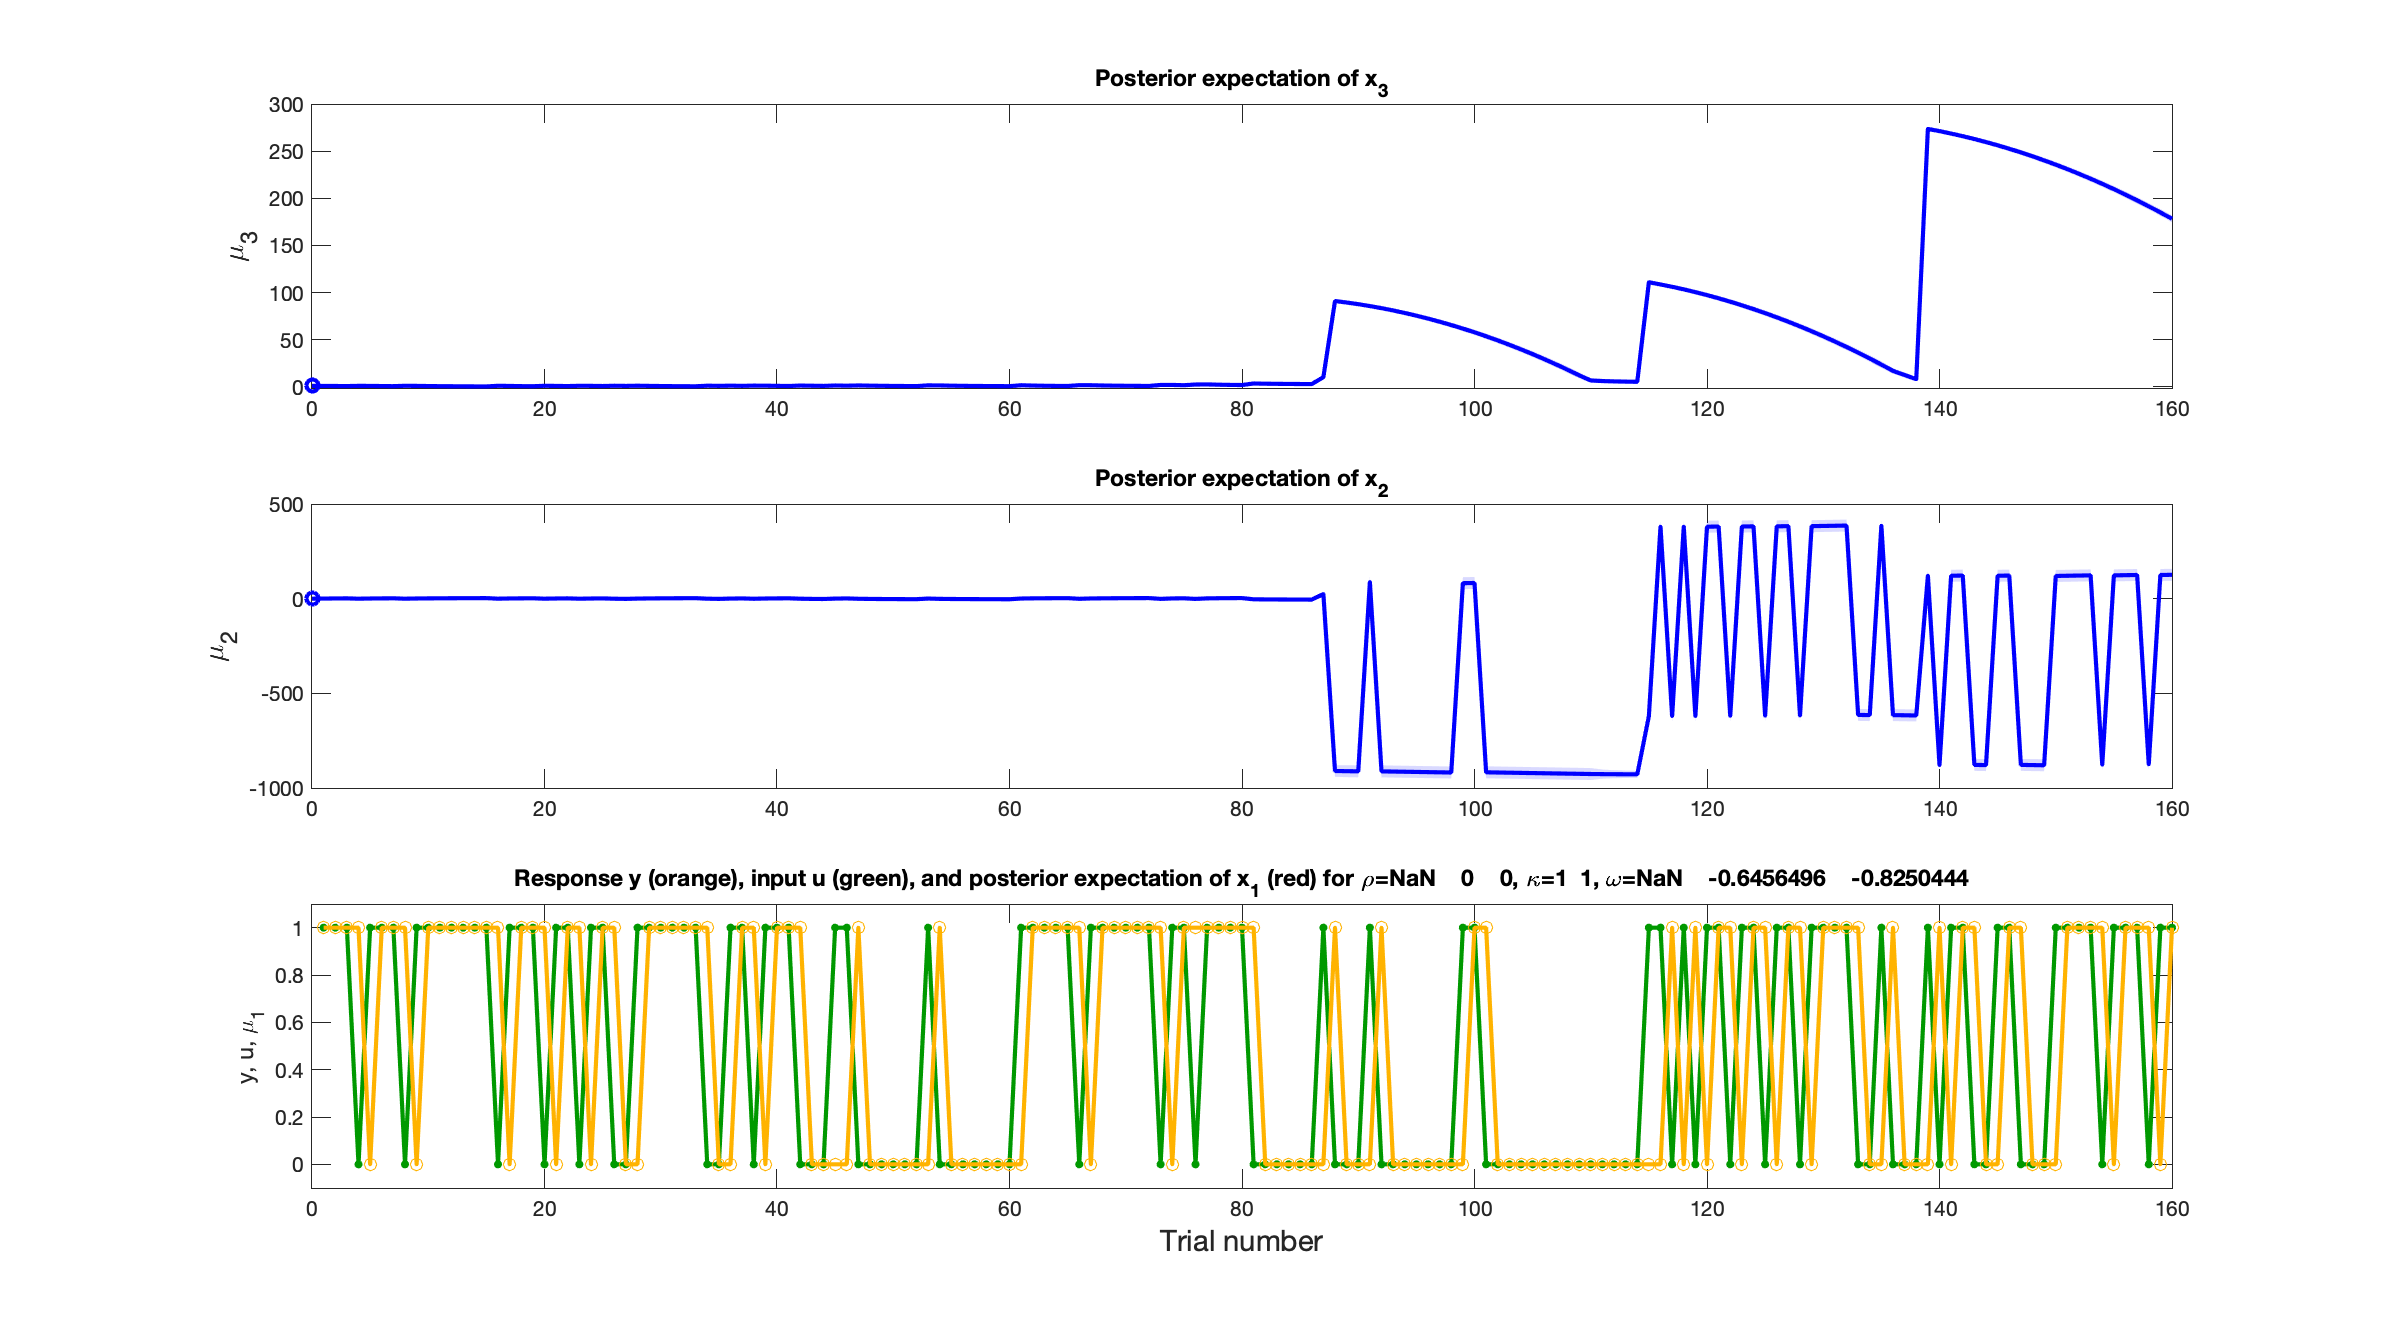 Posterior expectation of x3
300
250
200
150
100
50
0
μ3
0 20 40 60 80 100 120 140 160
Posterior expectation of x2
500
0
-500
-1000
μ2
0 20 40 60 80 100 120 140 160
Response y (orange), input u (green), and posterior expectation of x1 (red) for ρ=NaN 0 0, κ=1 1, ω=NaN -0.6456496 -0.8250444
1
0.8
0.6
0.4
0.2
0
y, u, μ1
0 20 40 60 80 100 120 140 160
Trial number